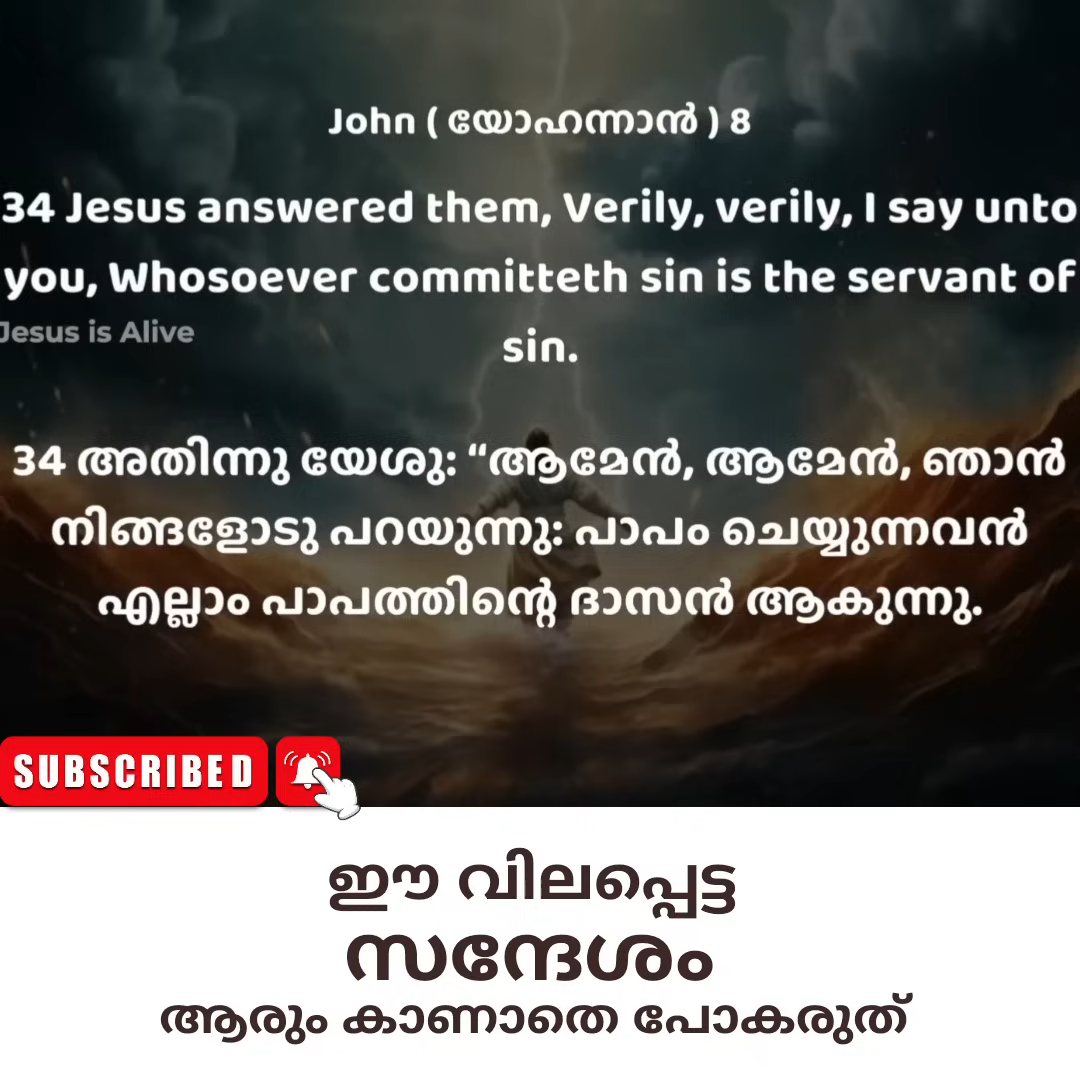 John ( യോഹന്നാൻ ) 8
34 Jesus answered them, Verily, verily, I say unto
you, Whosoever committeth sin is the servant of
Jesus is Alive
sin.
34 അതിന്നു യേശു: “ആമേൻ, ആമേൻ, ഞാൻ
നിങ്ങളോടു പറയുന്നു: പാപം ചെയ്യുന്നവൻ
എല്ലാം പാപത്തിന്റെ ദാസൻ ആകുന്നു.
SUBSCRIBED
ഈ വിലപ്പെട്ട
സന്ദേശം
ആരും കാണാതെ പോകരുത്